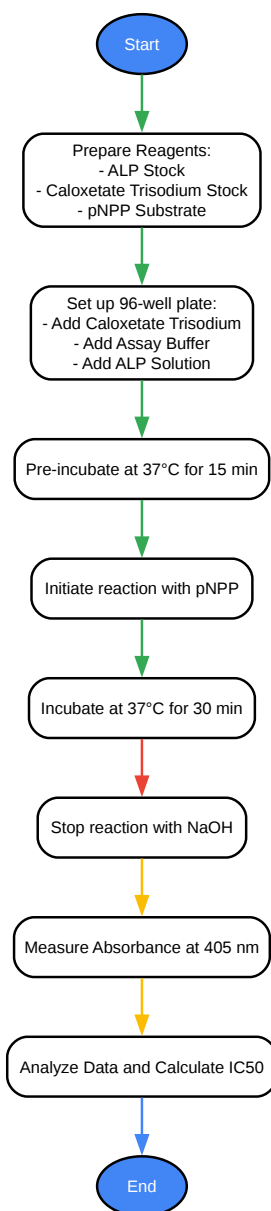 Start
Prepare Reagents:
- ALP Stock
- Caloxetate Trisodium Stock
- pNPP Substrate
Set up 96-well plate:
- Add Caloxetate Trisodium
- Add Assay Buffer
- Add ALP Solution
Pre-incubate at 37°C for 15 min
Initiate reaction with pNPP
Incubate at 37°C for 30 min
Stop reaction with NaOH
Measure Absorbance at 405 nm
Analyze Data and Calculate IC50
End